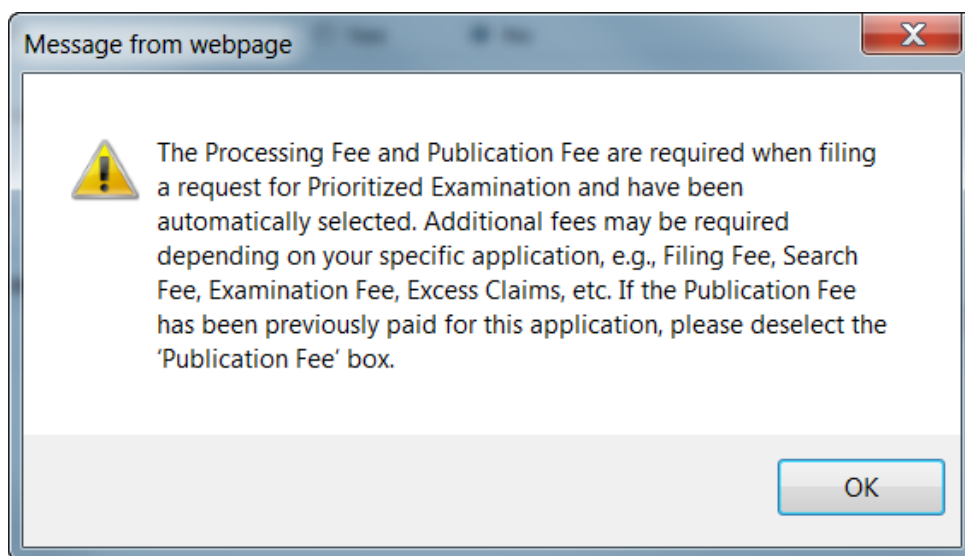 Message from webpage
The Processing Fee and Publication Fee are required when filing
a request for Prioritized Examination and have been
automatically selected. Additional fees may be required
depending on your specific application, e.g., Filing Fee, Search
Fee, Examination Fee, Excess Claims, etc. If the Publication Fee
has been previously paid for this application, please deselect the
‘Publication Fee’ box.
OK